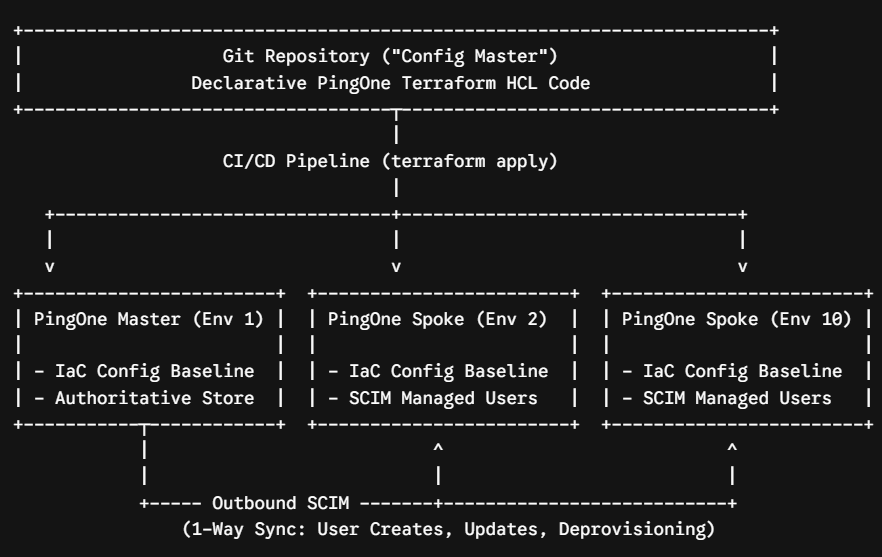 Git Repository ("Config Master")
Declarative PingOne Terraform HCL Code
CI/CD Pipeline (terraform apply)
v v v
PingOne Master (Env 1) PingOne Spoke (Env 2) PingOne Spoke (Env 10)
- IaC Config Baseline - IaC Config Baseline - IaC Config Baseline
- Authoritative Store - SCIM Managed Users - SCIM Managed Users
^ ^
Outbound SCIM
(1-Way Sync: User Creates, Updates, Deprovisioning)